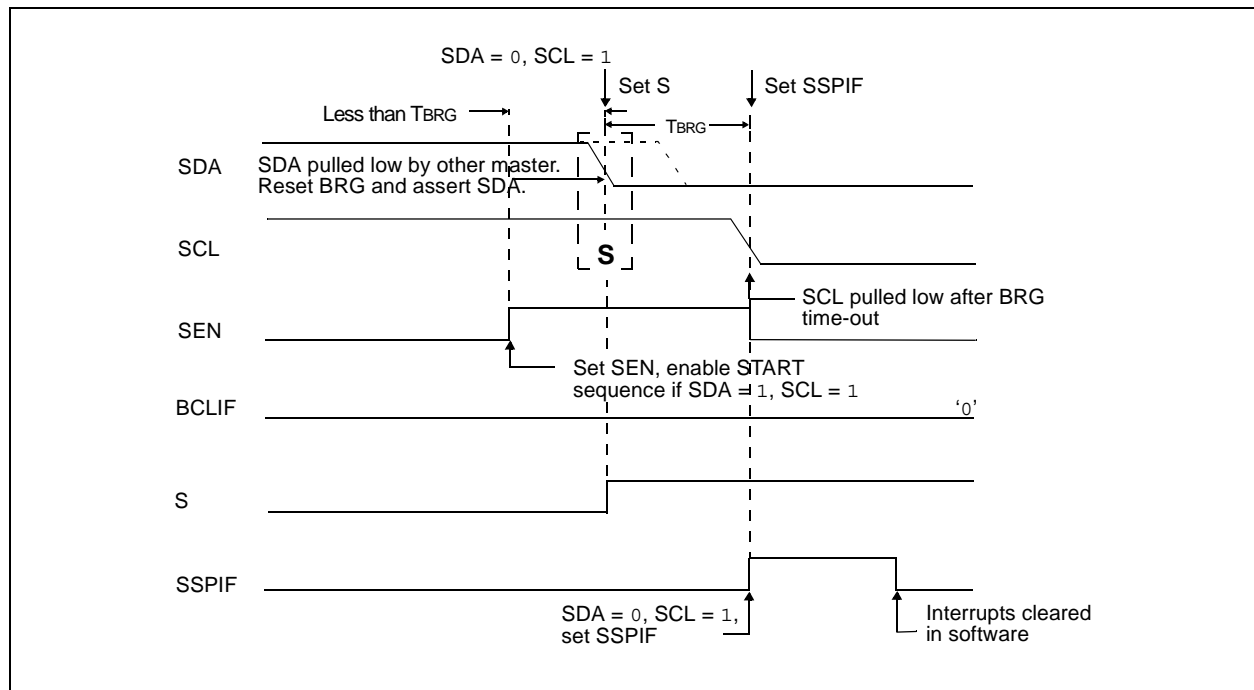 SDA = 0, SCL = 1
Set S
Set SSPIF
Less than TBRG
TBRG
SDA
SDA pulled low by other master.
Reset BRG and assert SDA.
SCL
S
SCL pulled low after BRG
time-out
SEN
Set SEN, enable START
sequence if SDA = 1, SCL = 1
BCLIF
‘0’
S
SSPIF
SDA = 0, SCL = 1,
set SSPIF
Interrupts cleared
in software